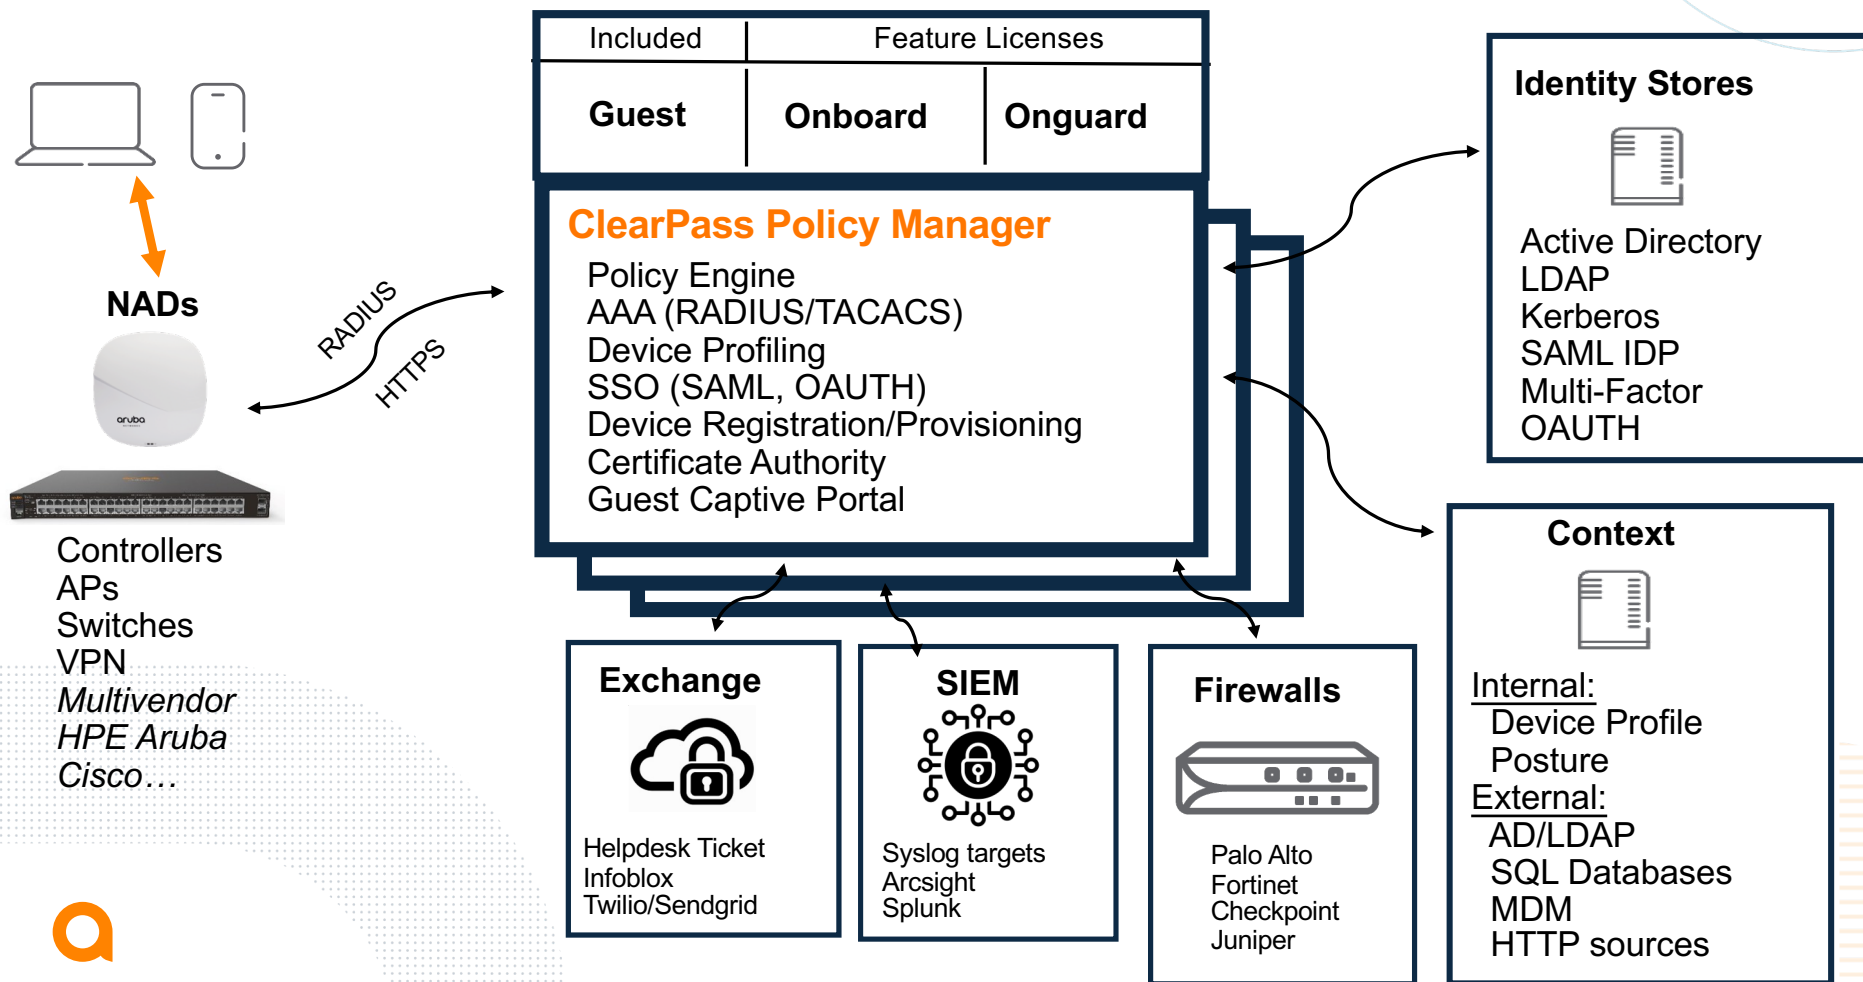 Included
Feature Licenses
Guest
Onboard
Onguard
ClearPass Policy Manager
Policy Engine
AAA (RADIUS/TACACS)
Device Profiling
SSO (SAML, OAUTH)
Device Registration/Provisioning
Certificate Authority
Guest Captive Portal
NADs
aruba
Controllers
APs
Switches
VPN
Multivendor
HPE Aruba
Cisco…
RADIUS
HTTPS
Identity Stores
Active Directory
LDAP
Kerberos
SAML IDP
Multi-Factor
OAUTH
Context
Internal:
Device Profile
Posture
External:
AD/LDAP
SQL Databases
MDM
HTTP sources
Exchange
Helpdesk Ticket
Infoblox
Twilio/Sendgrid
SIEM
Syslog targets
Arcsight
Splunk
Firewalls
Palo Alto
Fortinet
Checkpoint
Juniper